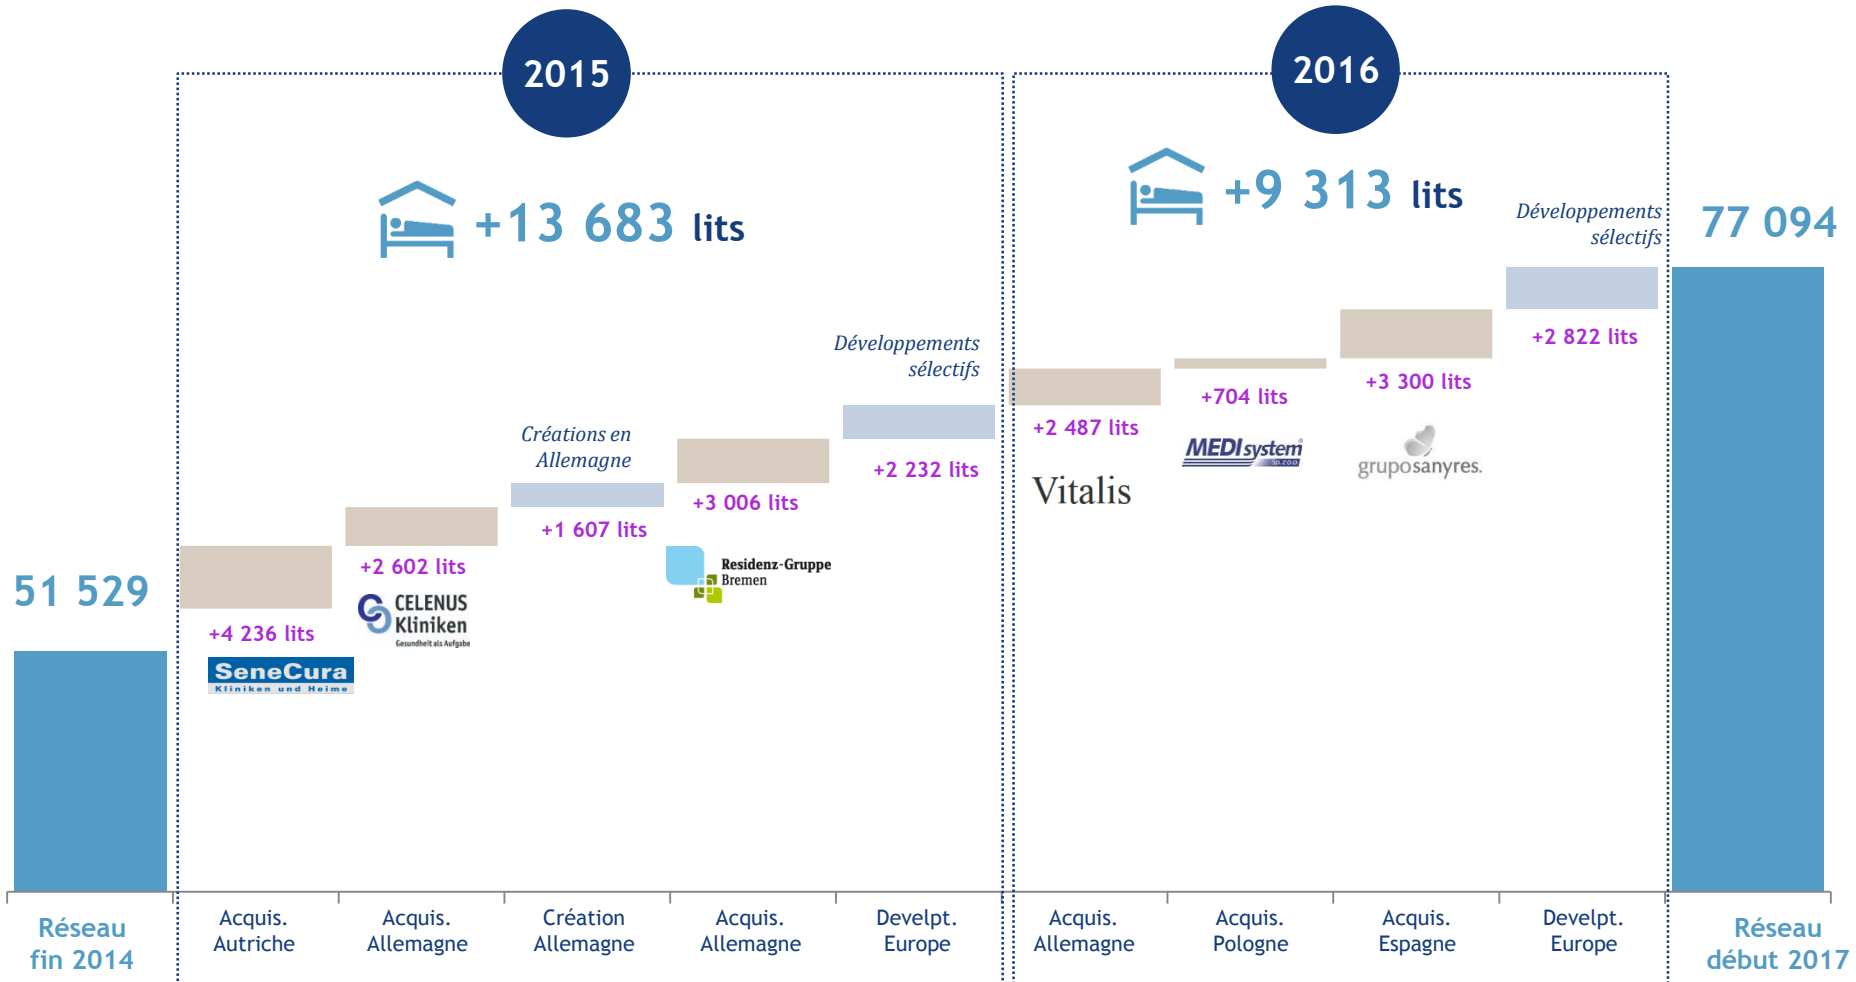 2015
2016
+13 683 lits
+9 313 lits
Développements
sélectifs
77 094
Développements
sélectifs
+2 822 lits
+3 300 lits
+704 lits
+2 487 lits
MEDIsystem®
Sp. z o.o.
gruposanyres.
Vitalis
Créations en
Allemagne
+2 232 lits
+3 006 lits
+1 607 lits
Residenz-Gruppe
Bremen
+2 602 lits
CELENUS
Kliniken
Gesundheit als Aufgabe
51 529
+4 236 lits
SeneCura
Kliniken und Heime
Réseau
fin 2014
Acquis.
Autriche
Acquis.
Allemagne
Création
Allemagne
Acquis.
Allemagne
Develpt.
Europe
Acquis.
Allemagne
Acquis.
Pologne
Acquis.
Espagne
Develpt.
Europe
Réseau
début 2017